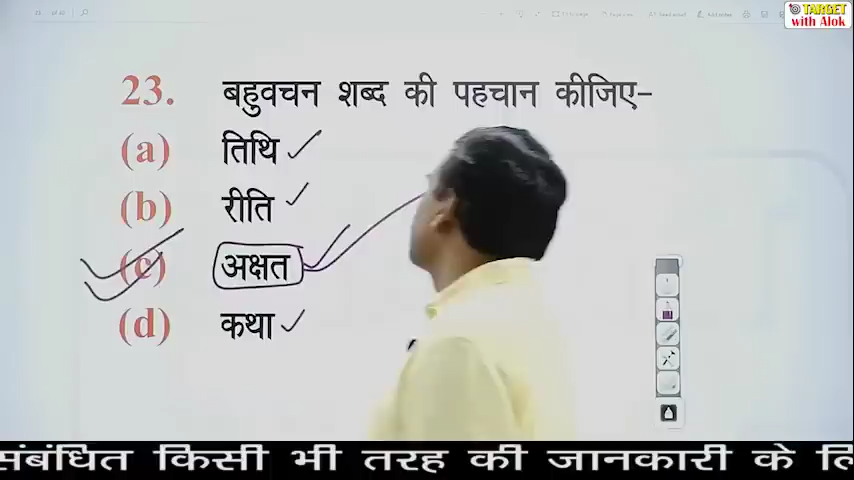 TARGET
with Alok
23. बहुवचन शब्द की पहचान कीजिए-
(a) तिथि
(b) रीति
(c) अक्षत
(d) कथा
संबंधित किसी भी तरह की जानकारी के लि